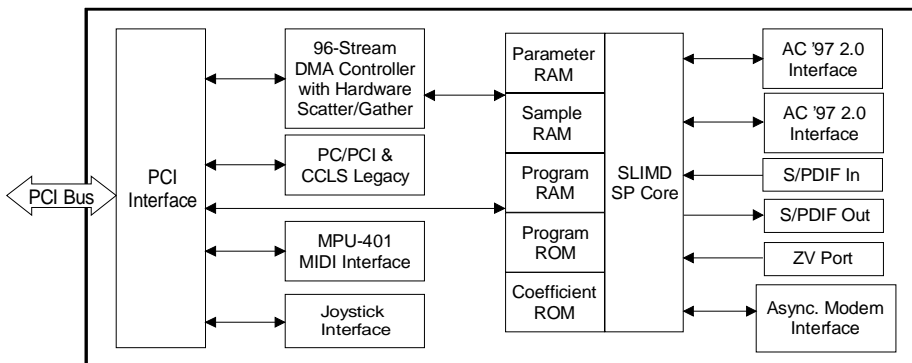 PCI Bus
PCI
Interface
96-Stream
DMA Controller
with Hardware
Scatter/Gather
PC/PCI &
CCLS Legacy
MPU-401
MIDI Interface
Joystick
Interface
Parameter
RAM
Sample
RAM
Program
RAM
Program
ROM
Coefficient
ROM
SLIMD
SP Core
AC '97 2.0
Interface
AC '97 2.0
Interface
S/PDIF In
S/PDIF Out
ZV Port
Async. Modem
Interface